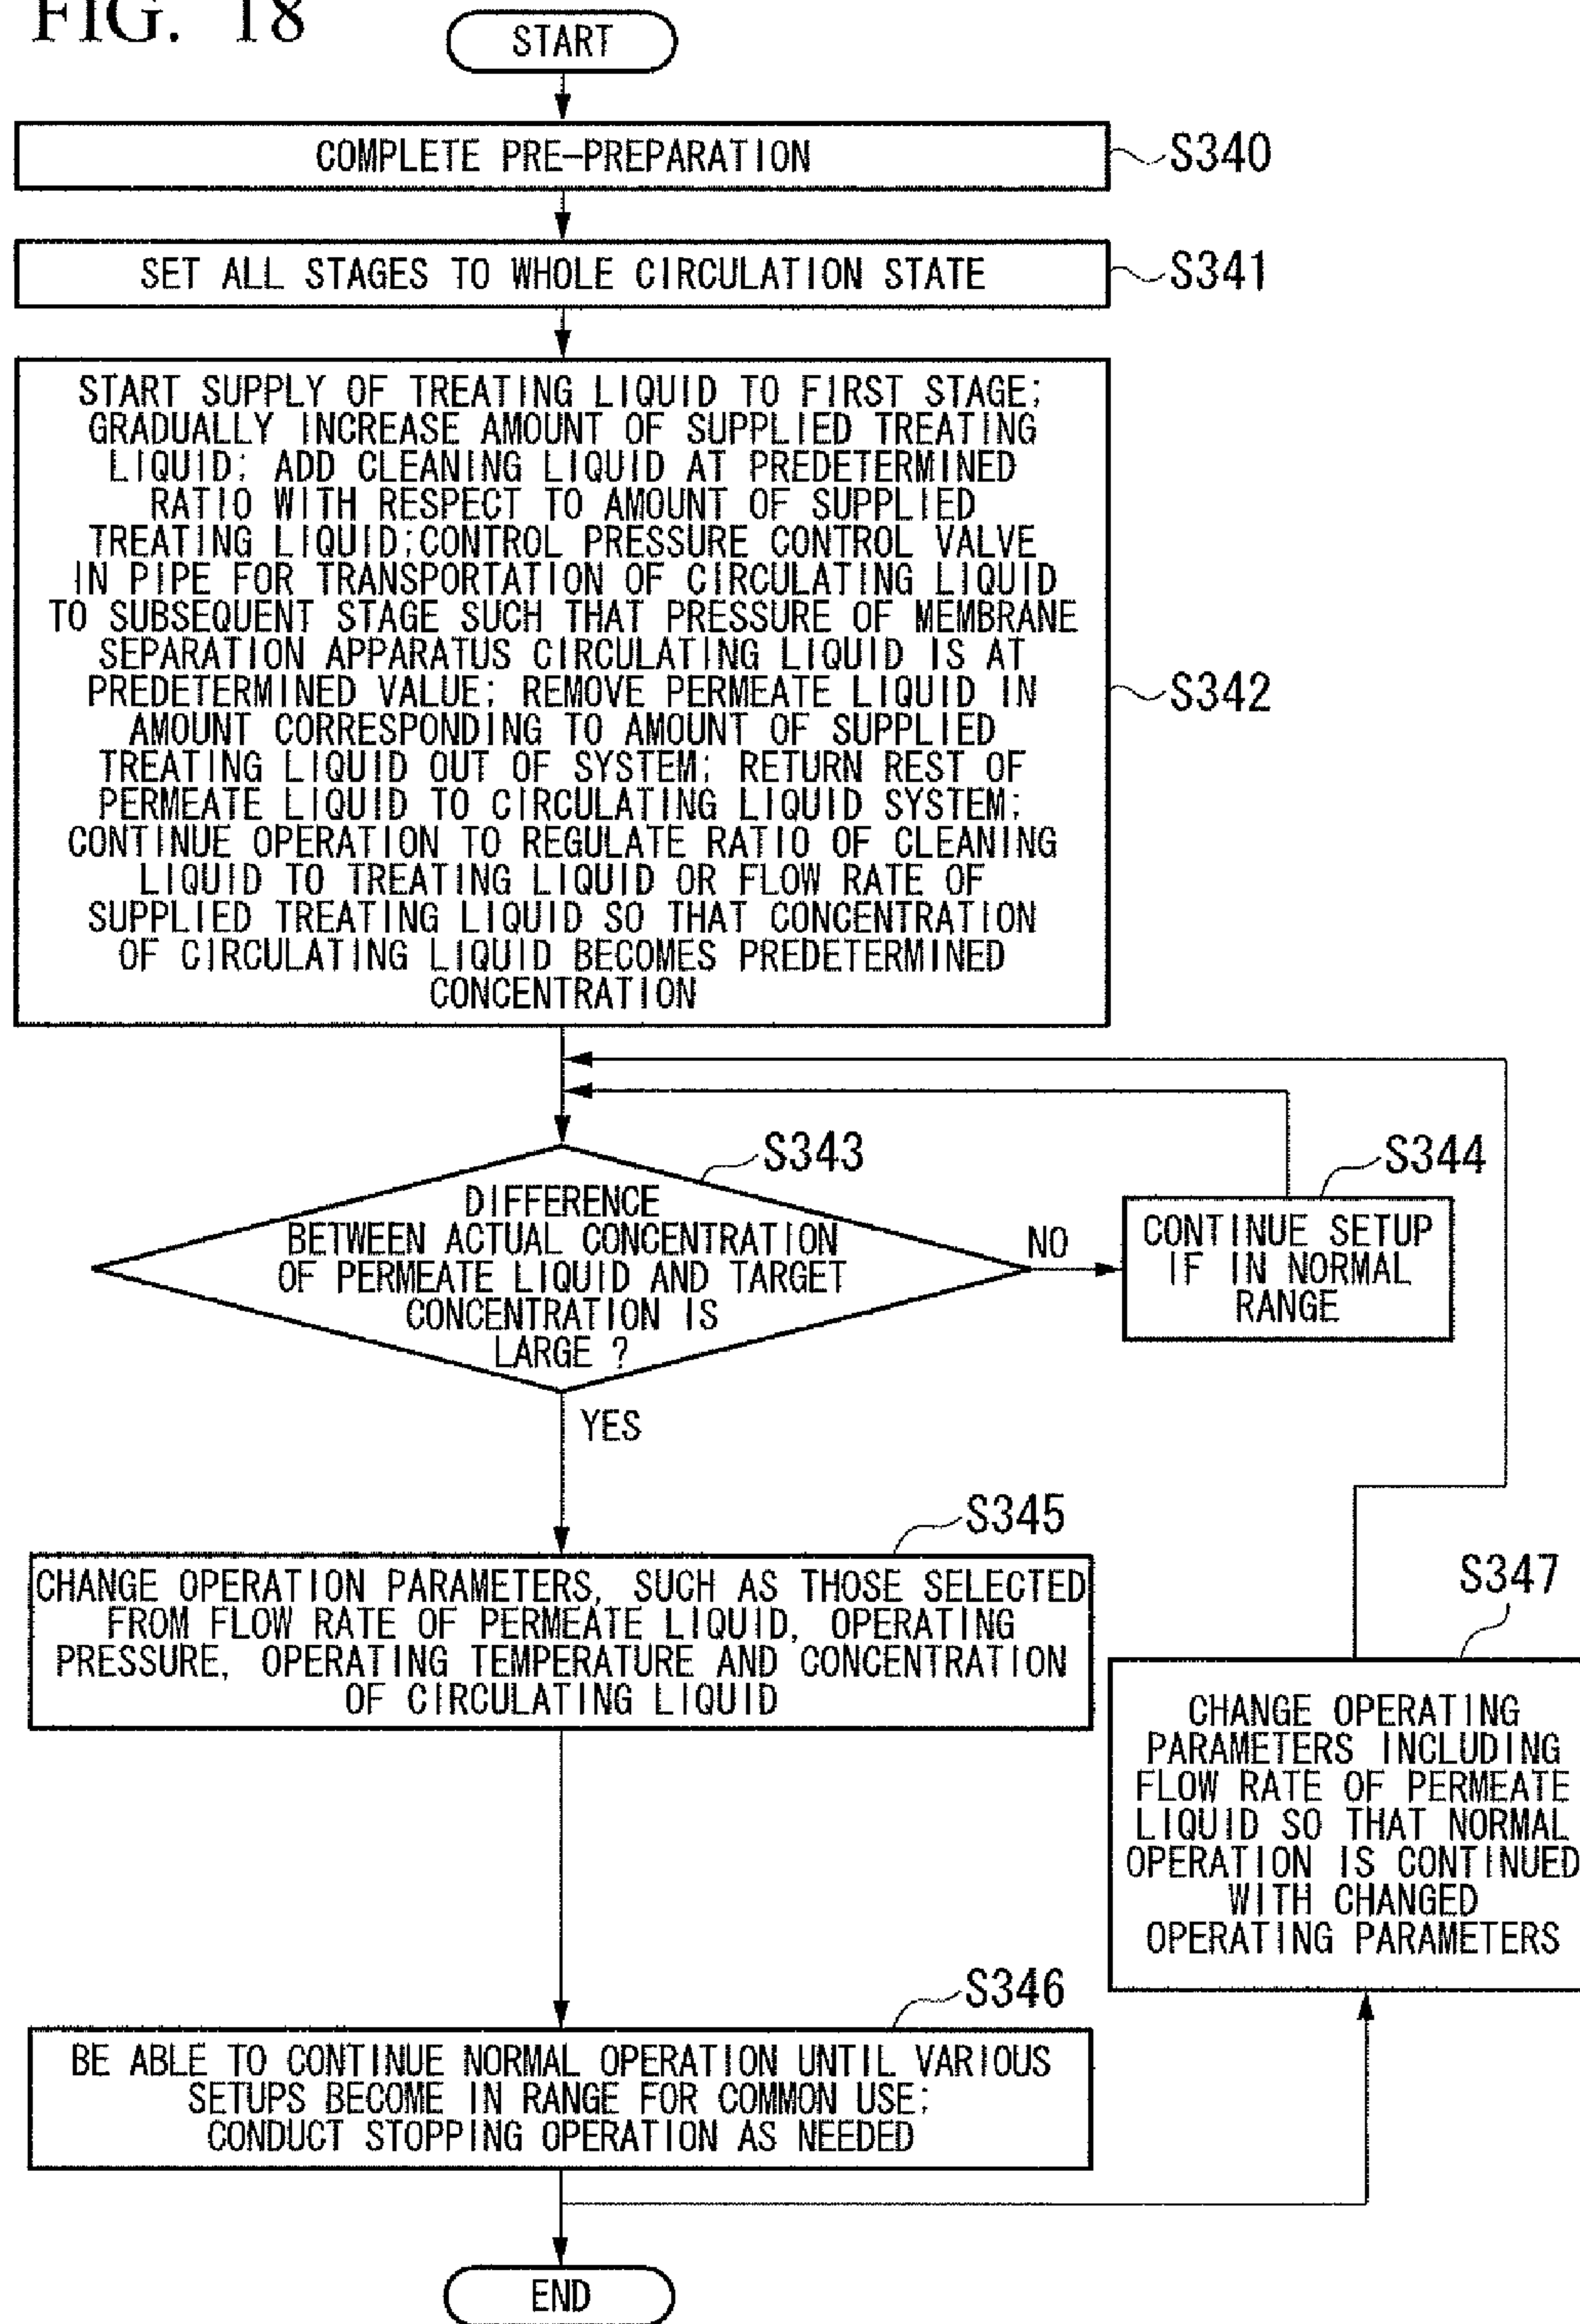 FIG. 18
START
COMPLETE PRE-PREPARATION
S340
SET ALL STAGES TO WHOLE CIRCULATION STATE
S341
START SUPPLY OF TREATING LIQUID TO FIRST STAGE;
GRADUALLY INCREASE AMOUNT OF SUPPLIED TREATING
LIQUID; ADD CLEANING LIQUID AT PREDETERMINED
RATIO WITH RESPECT TO AMOUNT OF SUPPLIED
TREATING LIQUID;CONTROL PRESSURE CONTROL VALVE
IN PIPE FOR TRANSPORTATION OF CIRCULATING LIQUID
TO SUBSEQUENT STAGE SUCH THAT PRESSURE OF MEMBRANE
SEPARATION APPARATUS CIRCULATING LIQUID IS AT
PREDETERMINED VALUE; REMOVE PERMEATE LIQUID IN
AMOUNT CORRESPONDING TO AMOUNT OF SUPPLIED
TREATING LIQUID OUT OF SYSTEM; RETURN REST OF
PERMEATE LIQUID TO CIRCULATING LIQUID SYSTEM;
CONTINUE OPERATION TO REGULATE RATIO OF CLEANING
LIQUID TO TREATING LIQUID OR FLOW RATE OF
SUPPLIED TREATING LIQUID SO THAT CONCENTRATION
OF CIRCULATING LIQUID BECOMES PREDETERMINED
CONCENTRATION
S342
S343
DIFFERENCE
BETWEEN ACTUAL CONCENTRATION
OF PERMEATE LIQUID AND TARGET
CONCENTRATION IS
LARGE ?
NO
S344
CONTINUE SETUP
IF IN NORMAL
RANGE
YES
S345
CHANGE OPERATION PARAMETERS, SUCH AS THOSE SELECTED
FROM FLOW RATE OF PERMEATE LIQUID, OPERATING
PRESSURE, OPERATING TEMPERATURE AND CONCENTRATION
OF CIRCULATING LIQUID
S347
CHANGE OPERATING
PARAMETERS INCLUDING
FLOW RATE OF PERMEATE
LIQUID SO THAT NORMAL
OPERATION IS CONTINUED
WITH CHANGED
OPERATING PARAMETERS
S346
BE ABLE TO CONTINUE NORMAL OPERATION UNTIL VARIOUS
SETUPS BECOME IN RANGE FOR COMMON USE;
CONDUCT STOPPING OPERATION AS NEEDED
END